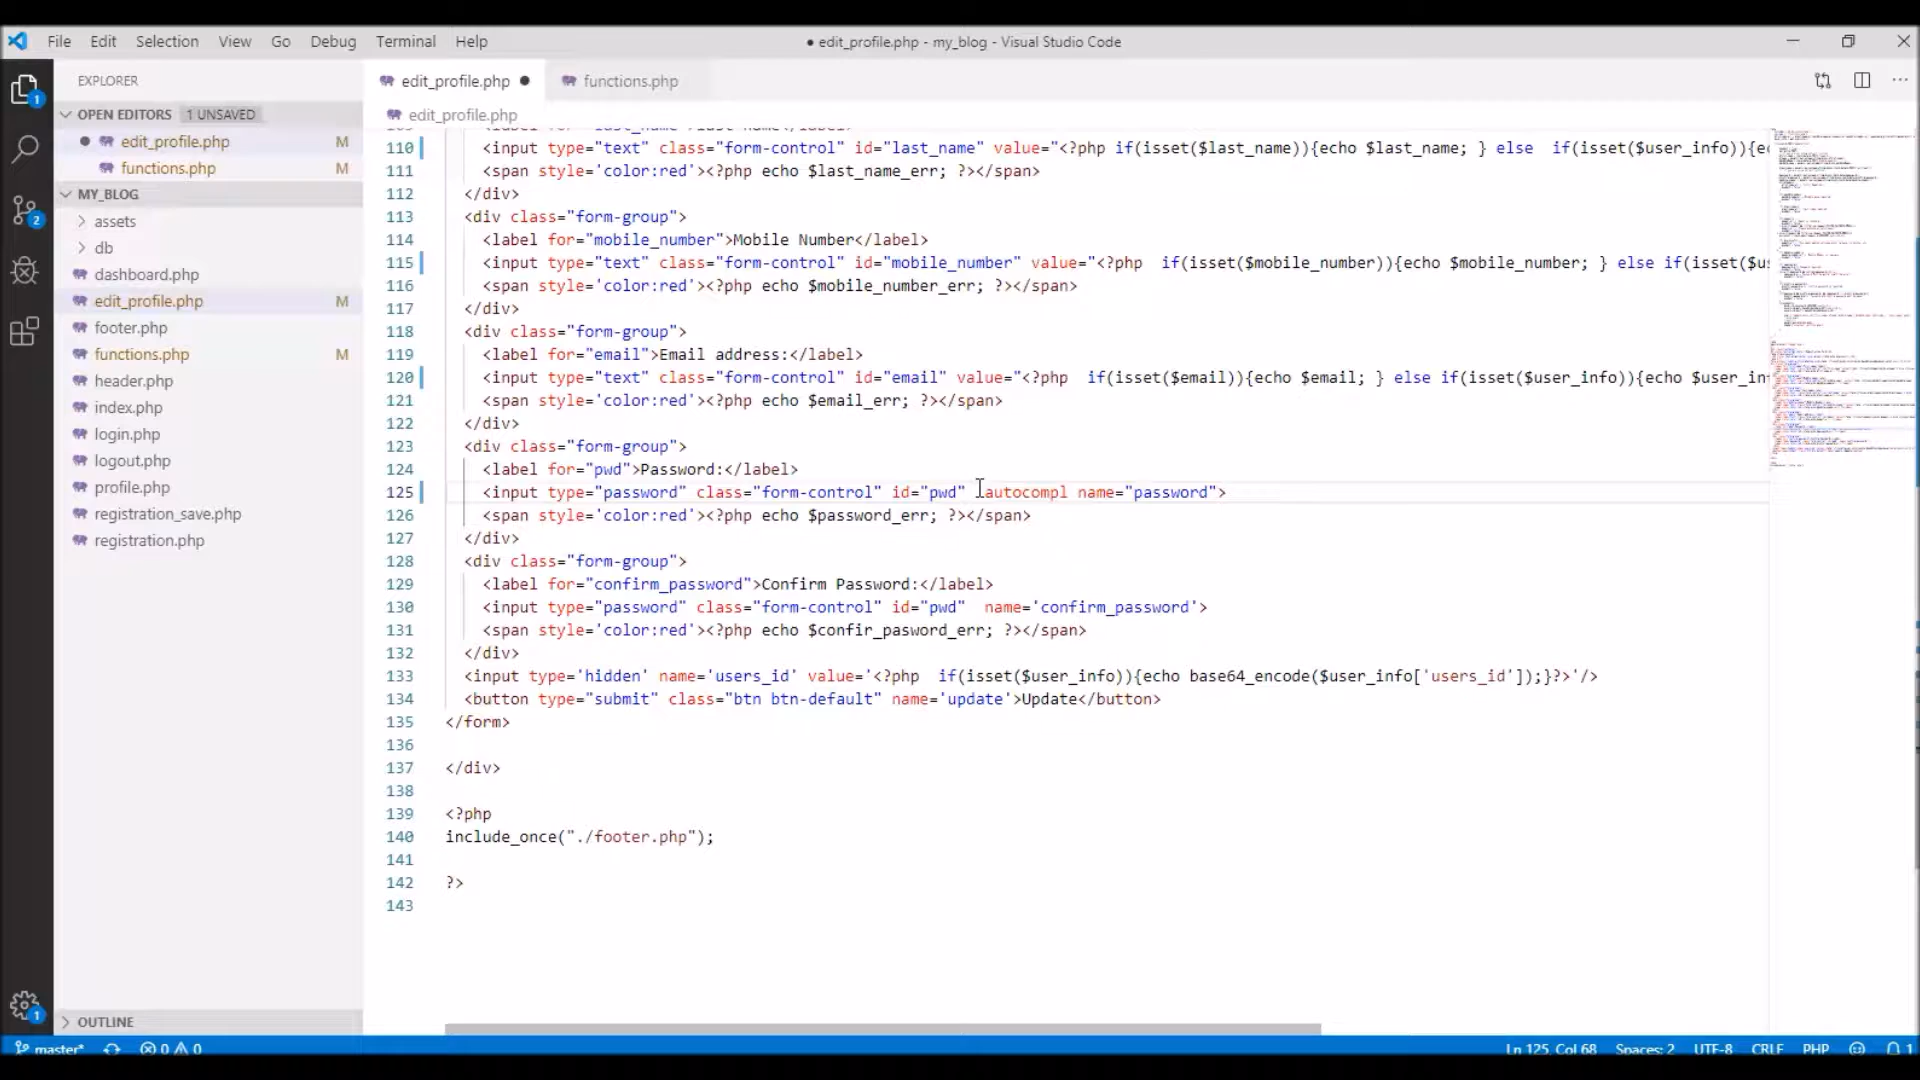 File Edit Selection View Go Debug Terminal Help
● edit_profile.php - my_blog - Visual Studio Code
EXPLORER
edit_profile.php ●
functions.php
OPEN EDITORS 1 UNSAVED
edit_profile.php
● edit_profile.php M
functions.php M
MY_BLOG
assets
db
dashboard.php
edit_profile.php M
footer.php
functions.php M
header.php
index.php
login.php
logout.php
profile.php
registration_save.php
registration.php
OUTLINE
110 <input type="text" class="form-control" id="last_name" value="<?php if(isset($last_name)){echo $last_name; } else  if(isset($user_info)){ec
111 <span style='color:red'><?php echo $last_name_err; ?></span>
112 </div>
113 <div class="form-group">
114 <label for="mobile_number">Mobile Number</label>
115 <input type="text" class="form-control" id="mobile_number" value="<?php  if(isset($mobile_number)){echo $mobile_number; } else if(isset($us
116 <span style='color:red'><?php echo $mobile_number_err; ?></span>
117 </div>
118 <div class="form-group">
119 <label for="email">Email address:</label>
120 <input type="text" class="form-control" id="email" value="<?php  if(isset($email)){echo $email; } else if(isset($user_info)){echo $user_in
121 <span style='color:red'><?php echo $email_err; ?></span>
122 </div>
123 <div class="form-group">
124 <label for="pwd">Password:</label>
125 <input type="password" class="form-control" id="pwd"  autocompl name="password">
126 <span style='color:red'><?php echo $password_err; ?></span>
127 </div>
128 <div class="form-group">
129 <label for="confirm_password">Confirm Password:</label>
130 <input type="password" class="form-control" id="pwd"  name='confirm_password'>
131 <span style='color:red'><?php echo $confir_pasword_err; ?></span>
132 </div>
133 <input type='hidden' name='users_id' value='<?php  if(isset($user_info)){echo base64_encode($user_info['users_id']);}?>'/>
134 <button type="submit" class="btn btn-default" name='update'>Update</button>
135 </form>
136
137 </div>
138
139 <?php
140 include_once("./footer.php");
141
142 ?>
143
master* 0 0
Ln 125, Col 68 Spaces: 2 UTF-8 CRLF PHP 1